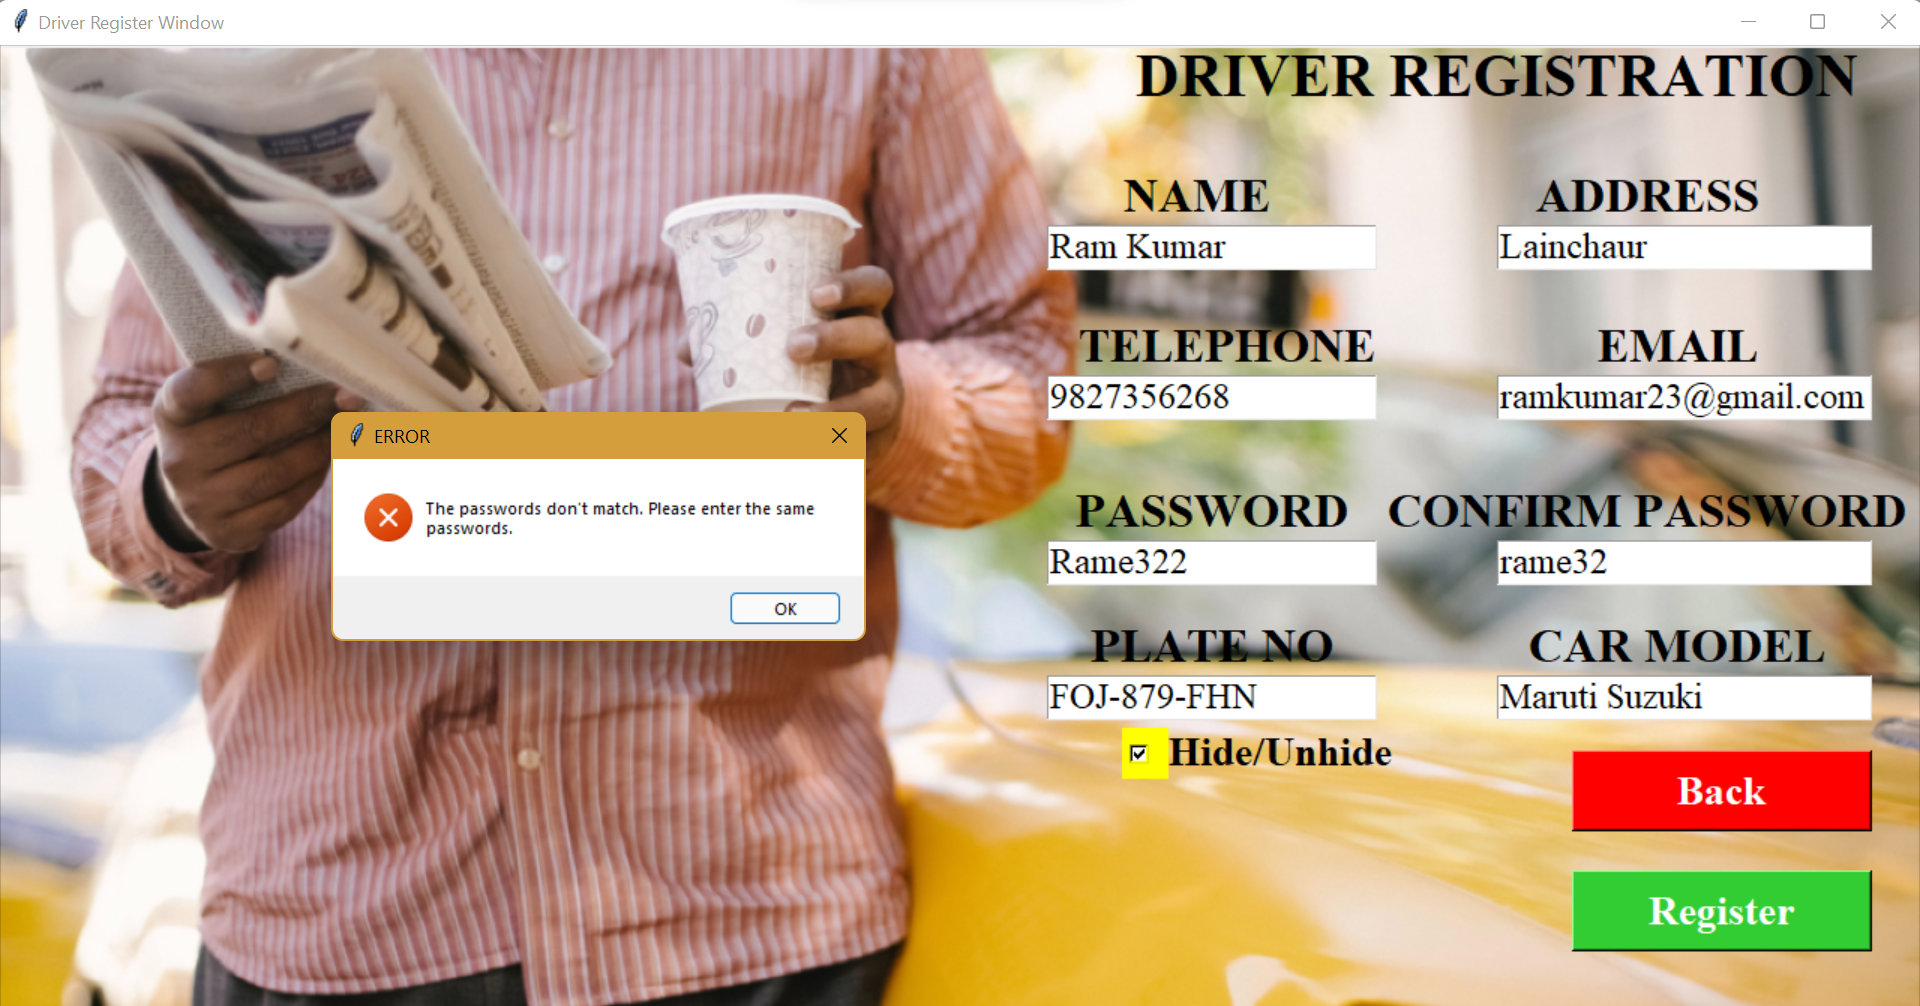 Driver Register Window
DRIVER REGISTRATION
NAME
ADDRESS
Ram Kumar
Lainchaur
TELEPHONE
EMAIL
9827356268
ramkumar23@gmail.com
ERROR
The passwords don't match. Please enter the same
passwords.
OK
PASSWORD
CONFIRM PASSWORD
Rame322
rame32
PLATE NO
CAR MODEL
FOJ-879-FHN
Maruti Suzuki
Hide/Unhide
Back
Register